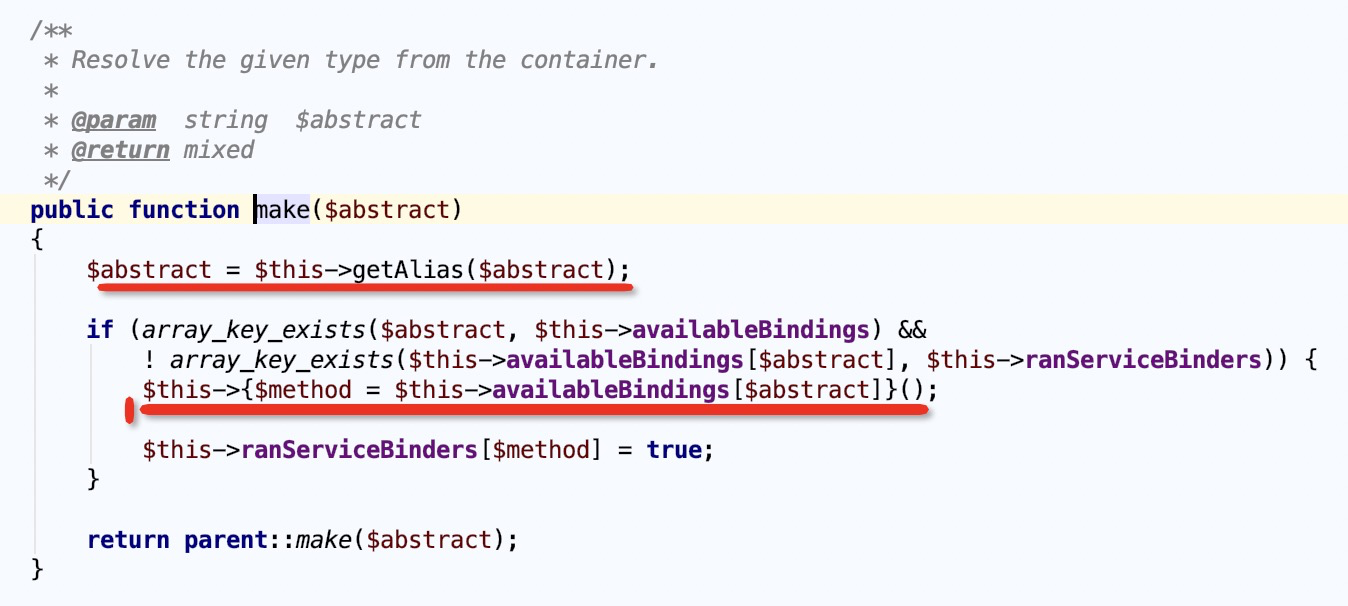 /**
 * Resolve the given type from the container.
 *
 * @param  string  $abstract
 * @return mixed
 */
public function make($abstract)
{
    $abstract = $this->getAlias($abstract);

    if (array_key_exists($abstract, $this->availableBindings) &&
        ! array_key_exists($this->availableBindings[$abstract], $this->ranServiceBinders)) {
        $this->{$method = $this->availableBindings[$abstract]}();

        $this->ranServiceBinders[$method] = true;
    }

    return parent::make($abstract);
}